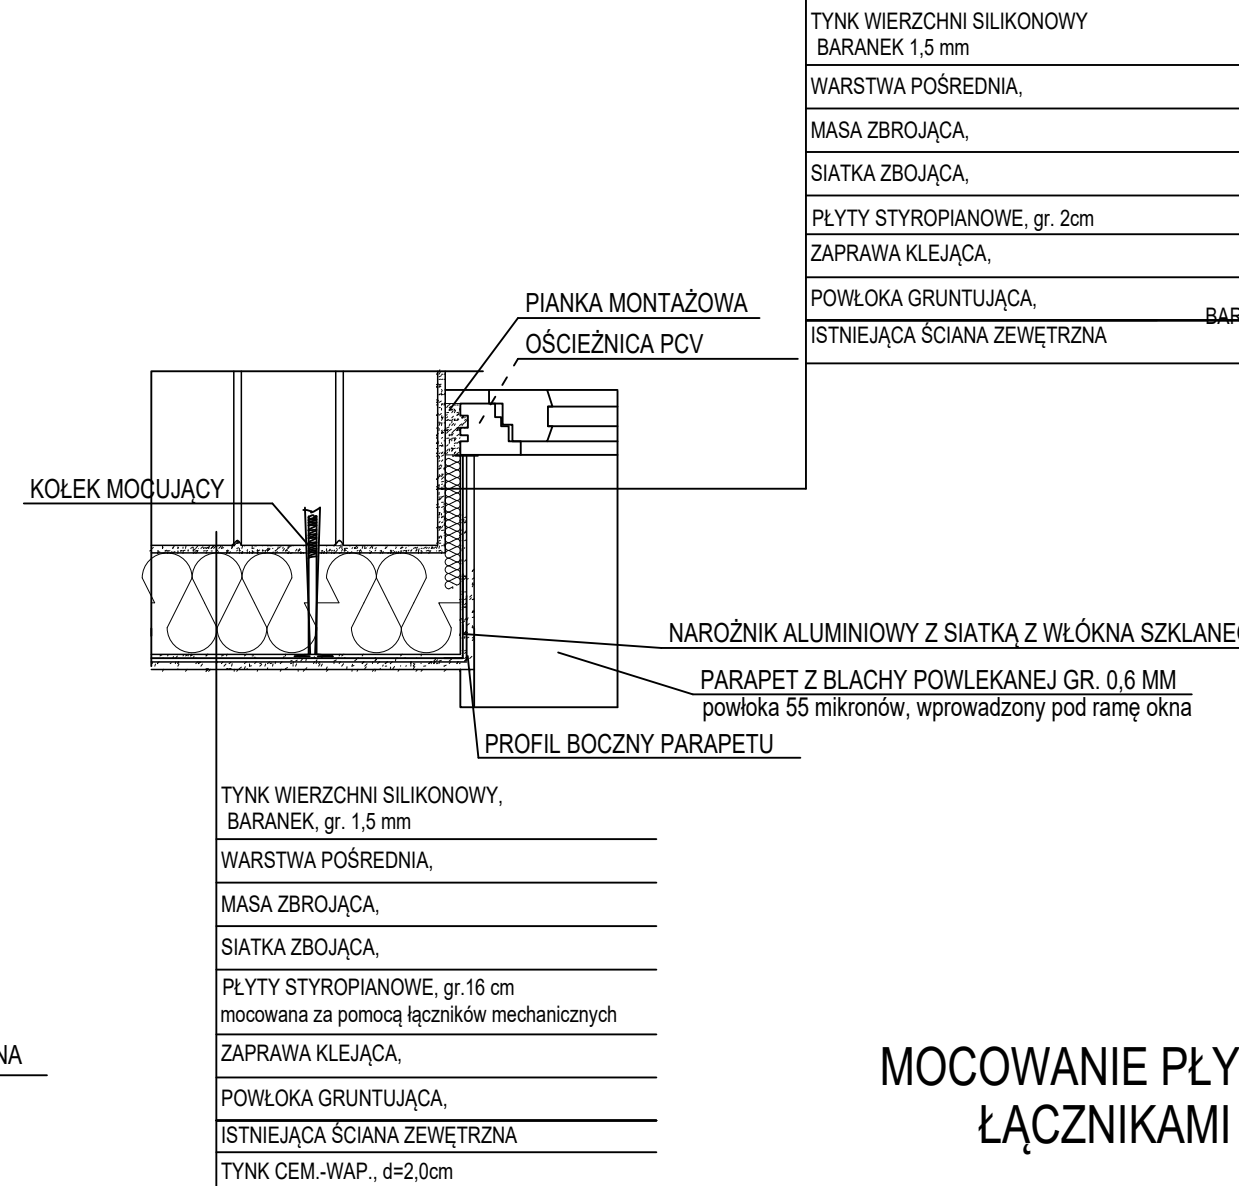 TYNK WIERZCHNI SILIKONOWY
BARANEK 1,5 mm
WARSTWA POŚREDNIA,
MASA ZBROJĄCA,
SIATKA ZBOJĄCA,
PŁYTY STYROPIANOWE, gr. 2cm
ZAPRAWA KLEJĄCA,
POWŁOKA GRUNTUJĄCA,
BAR
ISTNIEJĄCA ŚCIANA ZEWĘTRZNA
PIANKA MONTAŻOWA
OŚCIEŻNICA PCV
KOŁEK MOCUJĄCY
NAROŻNIK ALUMINIOWY Z SIATKĄ Z WŁÓKNA SZKLANEG
PARAPET Z BLACHY POWLEKANEJ GR. 0,6 MM
powłoka 55 mikronów, wprowadzony pod ramę okna
PROFIL BOCZNY PARAPETU
TYNK WIERZCHNI SILIKONOWY,
BARANEK, gr. 1,5 mm
WARSTWA POŚREDNIA,
MASA ZBROJĄCA,
SIATKA ZBOJĄCA,
PŁYTY STYROPIANOWE, gr.16 cm
mocowana za pomocą łączników mechanicznych
ZAPRAWA KLEJĄCA,
POWŁOKA GRUNTUJĄCA,
ISTNIEJĄCA ŚCIANA ZEWĘTRZNA
TYNK CEM.-WAP., d=2,0cm
NA
MOCOWANIE PŁY
ŁĄCZNIKAMI